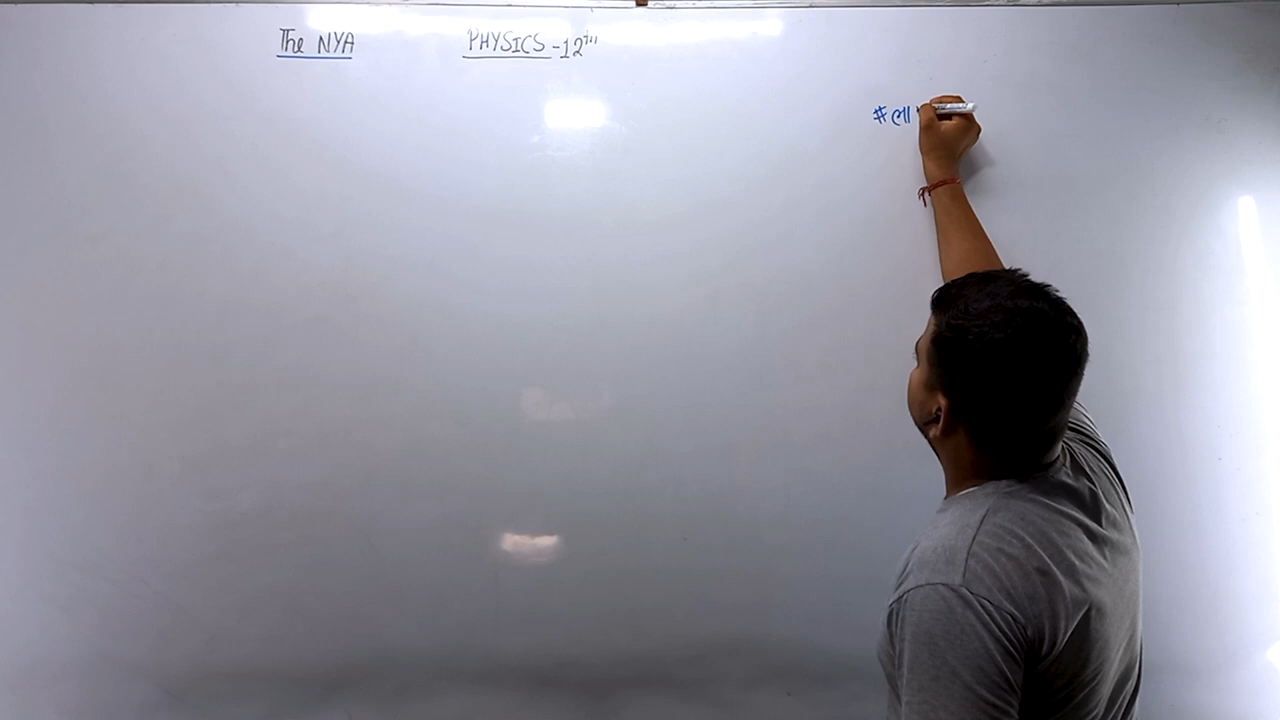 The NYA
PHYSICS - 12th
#লো